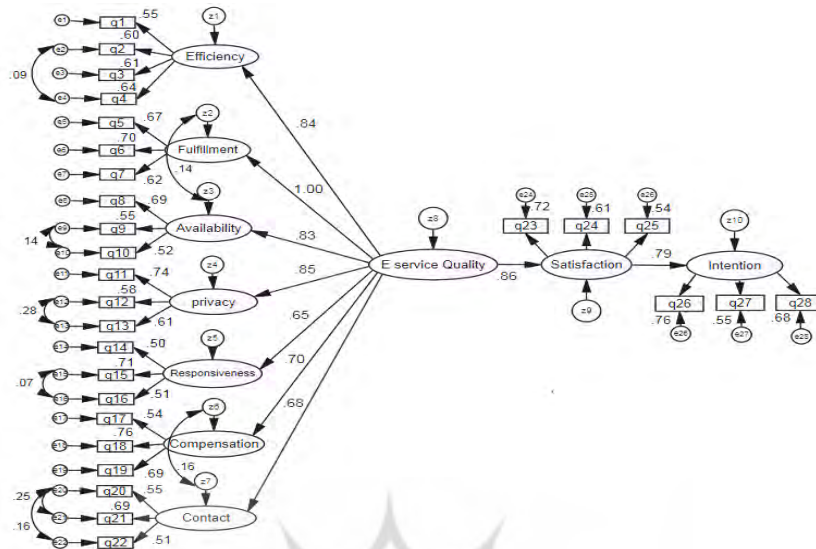 z1
e1 q1 .55
e2 q2 .60
.09 e3 q3 .61 Efficiency
e4 q4 .64
.84
e5 q5 .67 z2
e6 q6 .70 Fulfillment
e7 q7 .62 .14
1.00
z3
e8 q8 .69
e9 q9 .55 Availability
14 e10 q10 .52
.83
z4
e11 q11 .74
e12 q12 .58 privacy
.28 e13 q13 .61
.85
z5
e14 q14 .50
e15 q15 .71 Responsiveness
.07 e16 q16 .51
.65
z6
e17 q17 .54
e18 q18 .76 Compensation
e19 q19 .69 .16
.70
z7
.25 e20 q20 .55
e21 q21 .69 Contact
.16 e22 q22 .51
.68
z8
E service Quality
.86
e24 e25 e26
.72 .61 .54
q23 q24 q25
Satisfaction
z9
.79
z10
Intention
q26 q27 q28
.76 .55 .68
e26 e27 e28